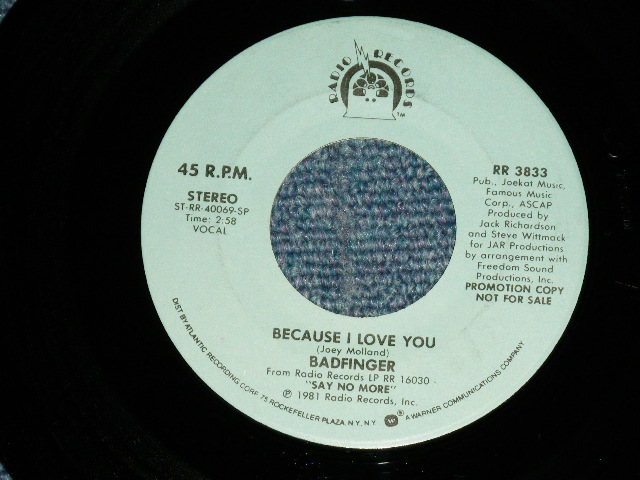 RADIO RECORDS
TM
45 R.P.M.
STEREO
ST-RR-40069-SP
Time: 2:58
VOCAL
RR 3833
Pub., Joekat Music,
Famous Music
Corp., ASCAP
Produced by
Jack Richardson
and Steve Wittmack
for JAR Productions
by arrangement with
Freedom Sound
Productions, Inc.
PROMOTION COPY
NOT FOR SALE
BECAUSE I LOVE YOU
(Joey Molland)
BADFINGER
From Radio Records LP RR 16030
"SAY NO MORE"
Ⓟ 1981 Radio Records, Inc.
DIST BY ATLANTIC RECORDING CORP. 75 ROCKEFELLER PLAZA, N.Y., N.Y. ® A WARNER COMMUNICATIONS COMPANY